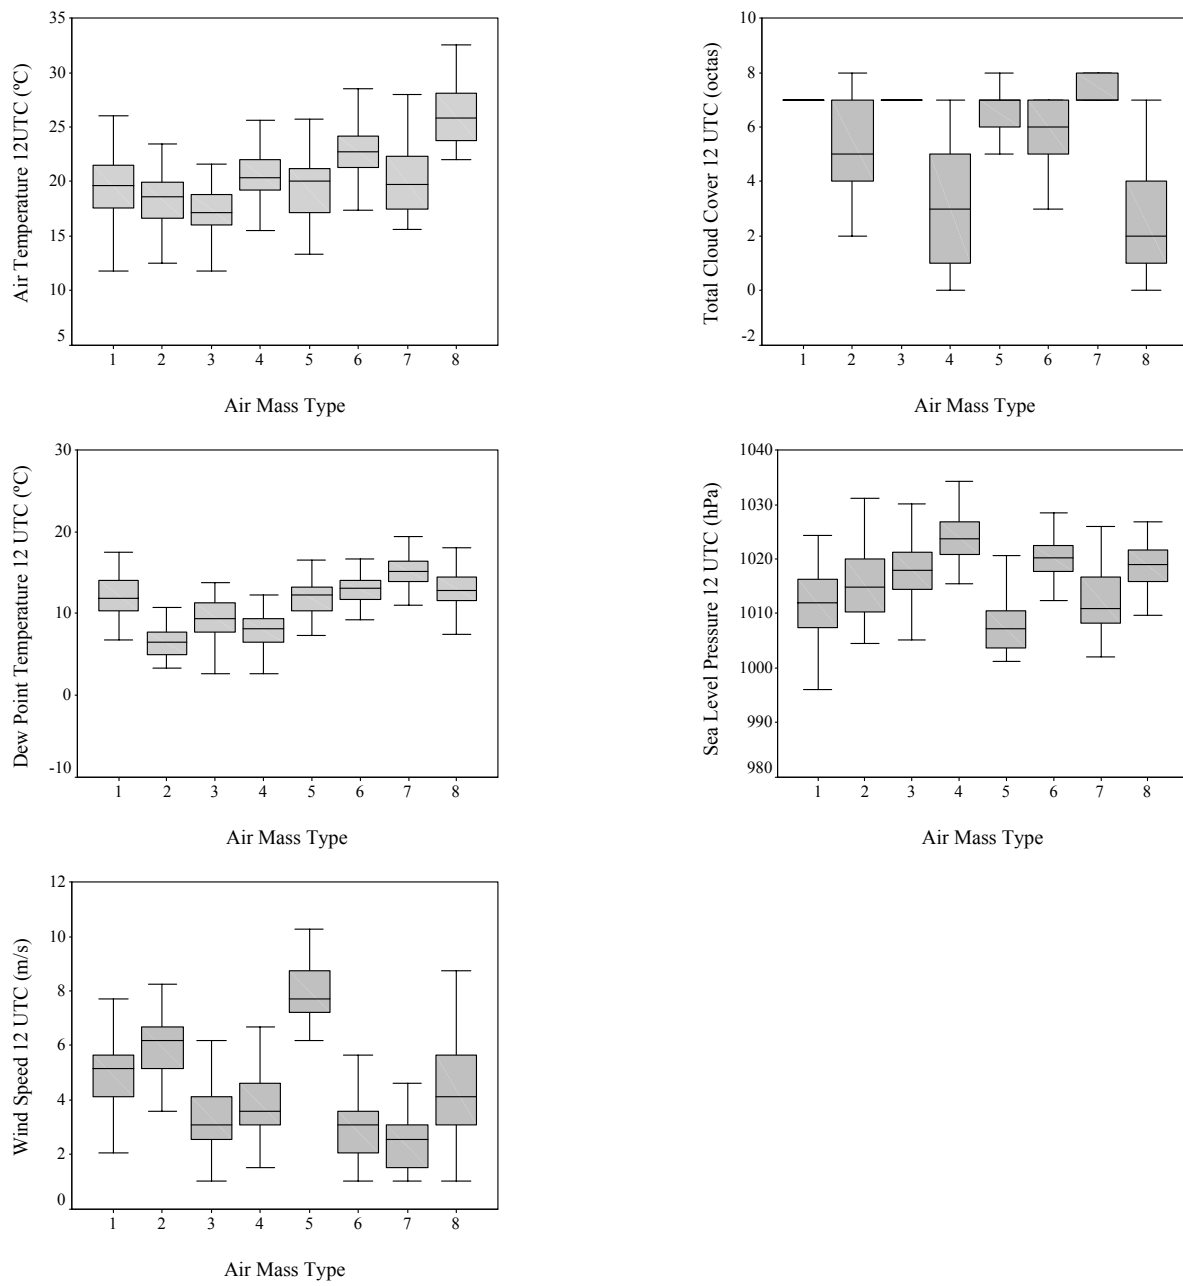 Air Temperature 12UTC (ºC)
35
30
25
20
15
10
5
1 2 3 4 5 6 7 8
Air Mass Type
Total Cloud Cover 12 UTC (octas)
10
8
6
4
2
0
-2
1 2 3 4 5 6 7 8
Air Mass Type
Dew Point Temperature 12 UTC (ºC)
30
20
10
0
-10
1 2 3 4 5 6 7 8
Air Mass Type
Sea Level Pressure 12 UTC (hPa)
1040
1030
1020
1010
1000
990
980
1 2 3 4 5 6 7 8
Air Mass Type
Wind Speed 12 UTC (m/s)
12
10
8
6
4
2
0
1 2 3 4 5 6 7 8
Air Mass Type